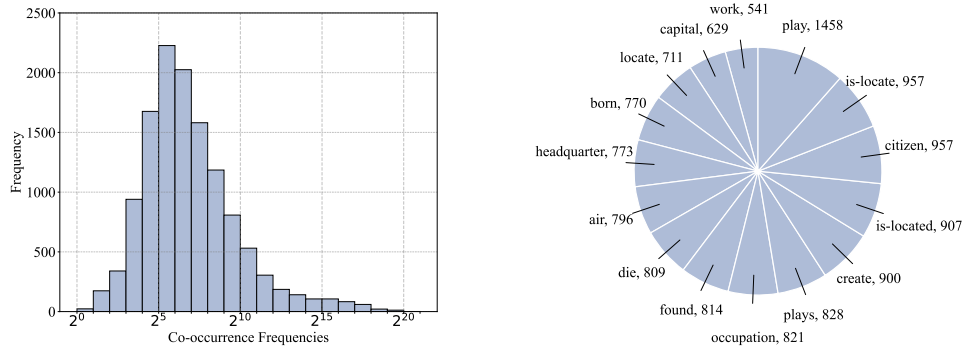 2500
2000
1500
1000
500
0
Frequency
2^0
2^5
2^10
2^15
2^20
Co-occurrence Frequencies
work, 541
play, 1458
capital, 629
locate, 711
is-locate, 957
born, 770
citizen, 957
headquarter, 773
air, 796
is-located, 907
die, 809
create, 900
found, 814
plays, 828
occupation, 821